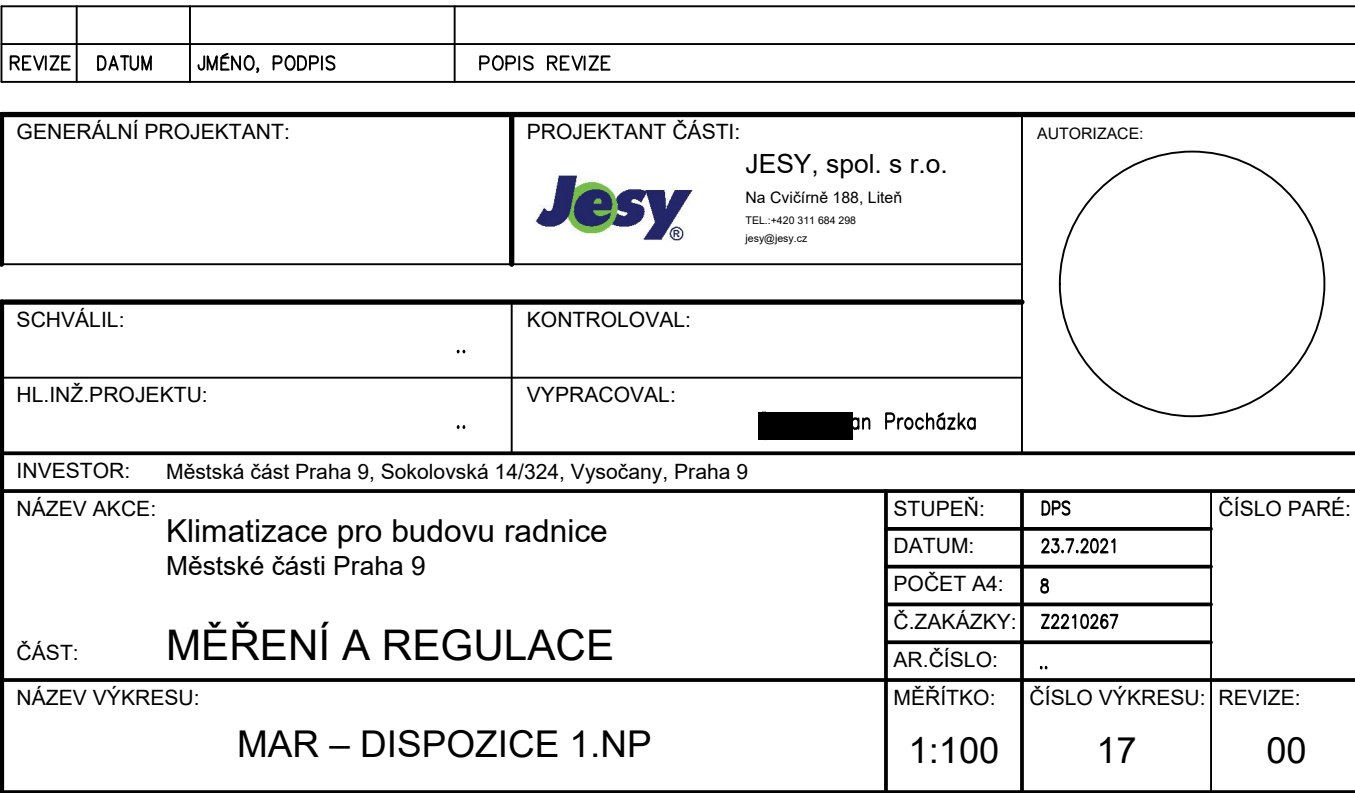 REVIZE DATUM JMÉNO, PODPIS POPIS REVIZE
GENERÁLNÍ PROJEKTANT:
PROJEKTANT ČÁSTI:
Jesy ®
JESY, spol. s r.o.
Na Cvičírně 188, Liteň
TEL.:+420 311 684 298
jesy@jesy.cz
AUTORIZACE:
SCHVÁLIL:
..
KONTROLOVAL:
HL.INŽ.PROJEKTU:
..
VYPRACOVAL:
Procházka
INVESTOR: Městská část Praha 9, Sokolovská 14/324, Vysočany, Praha 9
NÁZEV AKCE:
Klimatizace pro budovu radnice
Městské části Praha 9
ČÁST: MĚŘENÍ A REGULACE
STUPEŇ: DPS
DATUM: 23.7.2021
POČET A4: 8
Č.ZAKÁZKY: Z2210267
AR.ČÍSLO: ..
ČÍSLO PARÉ:
NÁZEV VÝKRESU:
MAR – DISPOZICE 1.NP
MĚŘÍTKO:
1:100
ČÍSLO VÝKRESU:
17
REVIZE:
00